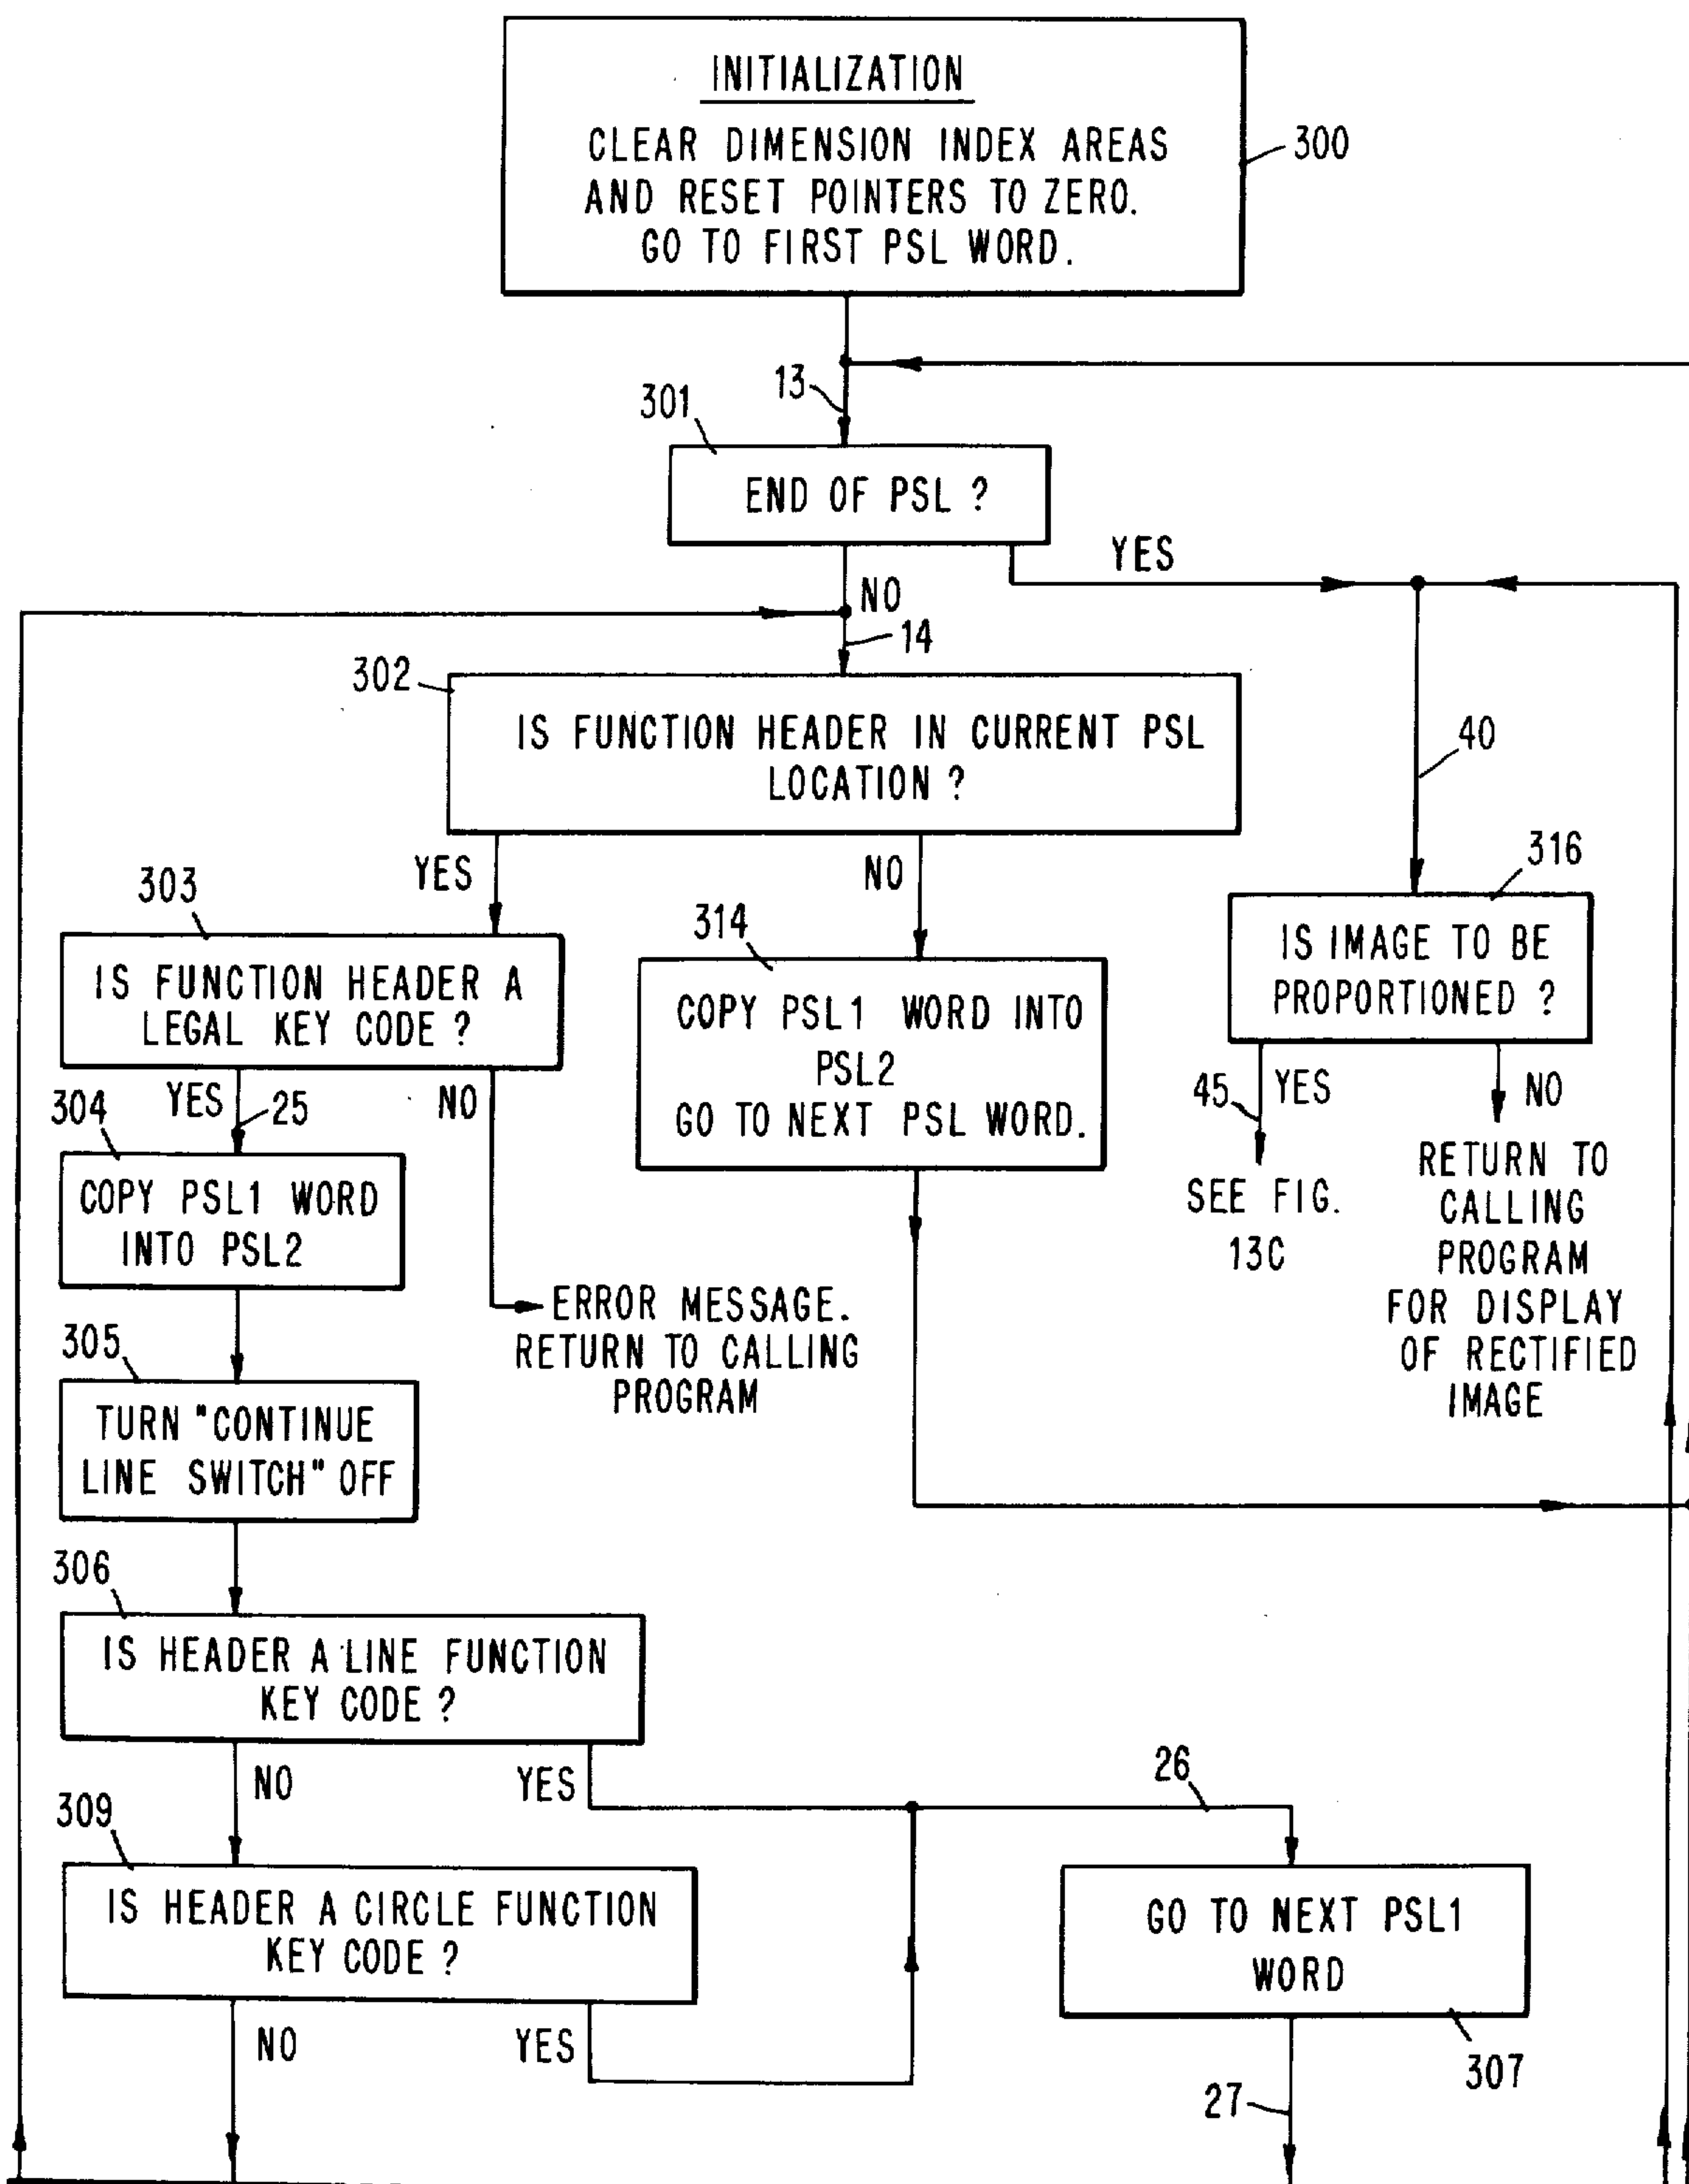 INITIALIZATION
CLEAR DIMENSION INDEX AREAS
AND RESET POINTERS TO ZERO.
GO TO FIRST PSL WORD.
300
13
301
END OF PSL ?
YES
NO
14
302
IS FUNCTION HEADER IN CURRENT PSL
LOCATION ?
40
YES
NO
316
303
IS FUNCTION HEADER A
LEGAL KEY CODE ?
314
COPY PSL1 WORD INTO
PSL2
GO TO NEXT PSL WORD.
IS IMAGE TO BE
PROPORTIONED ?
45
YES
NO
SEE FIG.
13C
RETURN TO
CALLING
PROGRAM
FOR DISPLAY
OF RECTIFIED
IMAGE
YES
25
NO
304
COPY PSL1 WORD
INTO PSL2
ERROR MESSAGE.
RETURN TO CALLING
PROGRAM
305
TURN "CONTINUE
LINE SWITCH" OFF
306
IS HEADER A LINE FUNCTION
KEY CODE ?
NO
YES
26
309
IS HEADER A CIRCLE FUNCTION
KEY CODE ?
GO TO NEXT PSL1
WORD
NO
YES
307
27